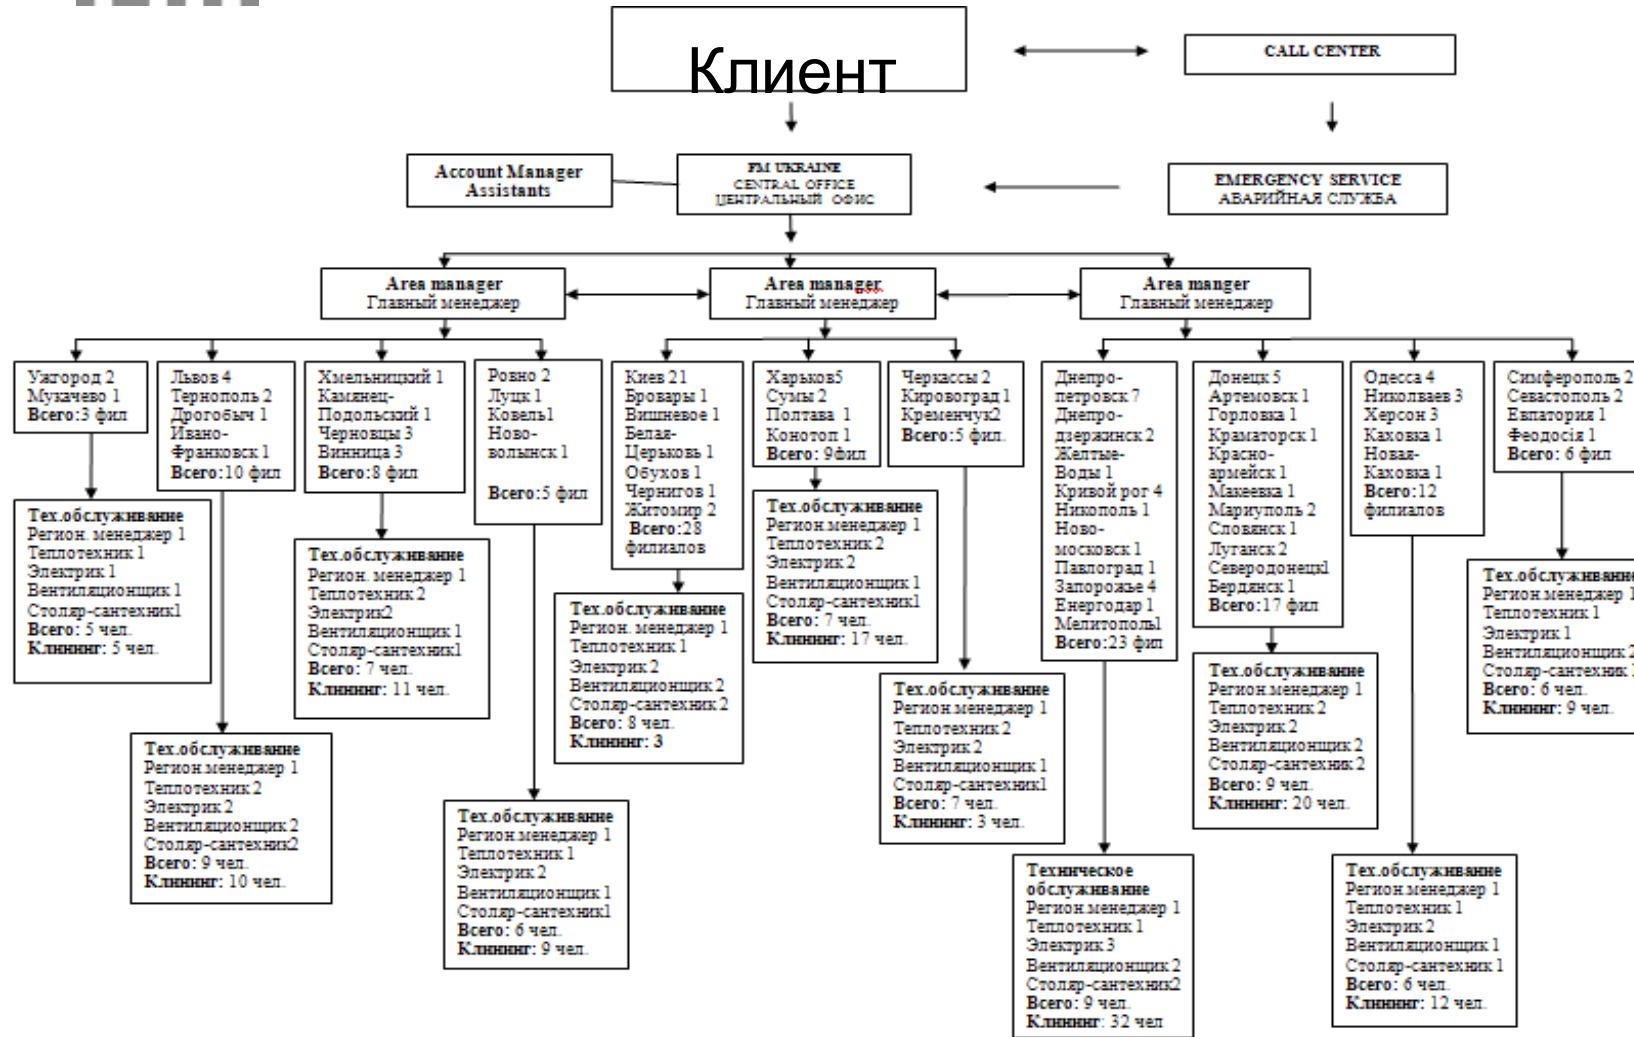 Клиент
CALL CENTER
Account Manager
Assistants
FM UKRAINE
CENTRAL OFFICE
ЦЕНТРАЛЬНЫЙ ОФИС
EMERGENCY SERVICE
АВАРИЙНАЯ СЛУЖБА
Area manager
Главный менеджер
Area manager
Главный менеджер
Area manger
Главный менеджер
Ужгород 2
Мукачево 1
Всего:3 фил
Львов 4
Тернополь 2
Дрогобыч 1
Ивано-
Франковск 1
Всего:10 фил
Хмельницкий 1
Камянец-
Подольский 1
Черновцы 3
Винница 3
Всего:8 фил
Ровно 2
Луцк 1
Ковель1
Ново-
волынск 1
Всего:5 фил
Киев 21
Бровары 1
Вишневое 1
Белая-
Церьковь 1
Обухов 1
Чернигов 1
Житомир 2
Всего:28
филиалов
Харьков5
Сумы 2
Полтава 1
Конотоп 1
Всего: 9фил
Черкассы 2
Кировоград 1
Кременчук2
Всего:5 фил.
Днепро-
петровск 7
Днепро-
дзержинск 2
Желтые-
Воды 1
Кривой рог 4
Никополь 1
Ново-
московск 1
Павлоград 1
Запорожье 4
Енергодар 1
Мелитополь1
Всего:23 фил
Донецк 5
Артемовск 1
Горловка 1
Краматорск 1
Красно-
армейск 1
Макеевка 1
Мариуполь 2
Словянск 1
Луганск 2
Северодонецк1
Бердянск 1
Всего:17 фил
Одесса 4
Николваев 3
Херсон 3
Каховка 1
Новая-
Каховка 1
Всего:12
филиалов
Симферополь 2
Севастополь 2
Евпатория 1
Феодосія 1
Всего: 6 фил
Тех.обслуживание
Регион. менеджер 1
Теплотехник 1
Электрик 1
Вентиляционщик 1
Столяр-сантехник1
Всего: 5 чел.
Клининг: 5 чел.
Тех.обслуживание
Регион.менеджер 1
Теплотехник 2
Электрик 2
Вентиляционщик 2
Столяр-сантехник2
Всего: 9 чел.
Клининг: 10 чел.
Тех.обслуживание
Регион. менеджер 1
Теплотехник 2
Электрик2
Вентиляционщик 1
Столяр-сантехник1
Всего: 7 чел.
Клининг: 11 чел.
Тех.обслуживание
Регион.менеджер 1
Теплотехник 1
Электрик 2
Вентиляционщик 1
Столяр-сантехник1
Всего: 6 чел.
Клининг: 9 чел.
Тех.обслуживание
Регион. менеджер 1
Теплотехник 1
Электрик 2
Вентиляционщик 2
Столяр-сантехник 2
Всего: 8 чел.
Клининг: 3
Тех.обслуживание
Регион.менеджер 1
Теплотехник 2
Электрик 2
Вентиляционщик 1
Столяр-сантехник1
Всего: 7 чел.
Клининг: 17 чел.
Тех.обслуживание
Регион.менеджер 1
Теплотехник 2
Электрик 2
Вентиляционщик 1
Столяр-сантехник1
Всего: 7 чел.
Клининг: 3 чел.
Техническое
обслуживание
Регион.менеджер 1
Теплотехник 1
Электрик 3
Вентиляционщик 2
Столяр-сантехник2
Всего: 9 чел.
Клининг: 32 чел
Тех.обслуживание
Регион.менеджер 1
Теплотехник 2
Электрик 2
Вентиляционщик 2
Столяр-сантехник 2
Всего: 9 чел.
Клининг: 20 чел.
Тех.обслуживание
Регион.менеджер 1
Теплотехник 1
Электрик 2
Вентиляционщик 1
Столяр-сантехник 1
Всего: 6 чел.
Клининг: 12 чел.
Тех.обслуживание
Регион.менеджер 1
Теплотехник 1
Электрик 1
Вентиляционщик 2
Столяр-сантехник 1
Всего: 6 чел.
Клининг: 9 чел.